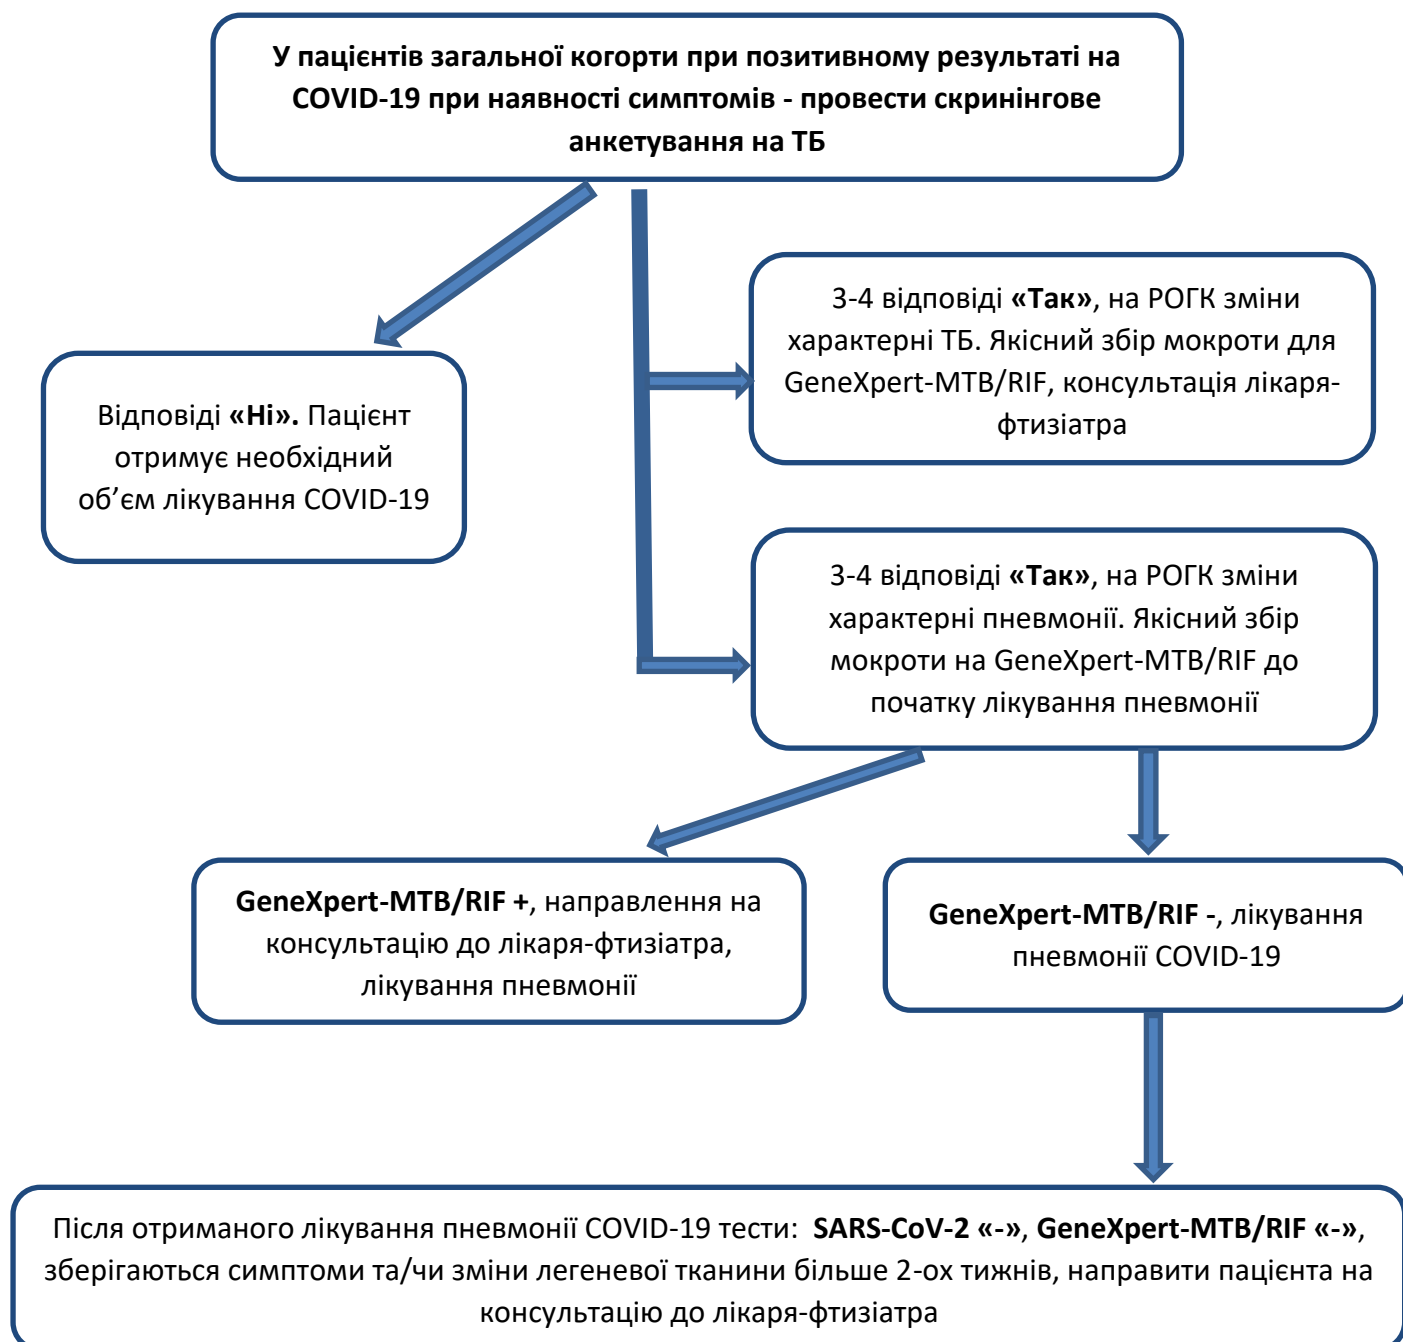 У пацієнтів загальної когорти при позитивному результаті на
COVID-19 при наявності симптомів - провести скринінгове
анкетування на ТБ
3-4 відповіді «Так», на РОГК зміни
характерні ТБ. Якісний збір мокроти для
GeneXpert-MTB/RIF, консультація лікаря-
фтизіатра
Відповіді «Ні». Пацієнт
отримує необхідний
об’єм лікування COVID-19
3-4 відповіді «Так», на РОГК зміни
характерні пневмонії. Якісний збір
мокроти на GeneXpert-MTB/RIF до
початку лікування пневмонії
GeneXpert-MTB/RIF +, направлення на
консультацію до лікаря-фтизіатра,
лікування пневмонії
GeneXpert-MTB/RIF -, лікування
пневмонії COVID-19
Після отриманого лікування пневмонії COVID-19 тести:  SARS-CoV-2 «-», GeneXpert-MTB/RIF «-»,
зберігаються симптоми та/чи зміни легеневої тканини більше 2-ох тижнів, направити пацієнта на
консультацію до лікаря-фтизіатра